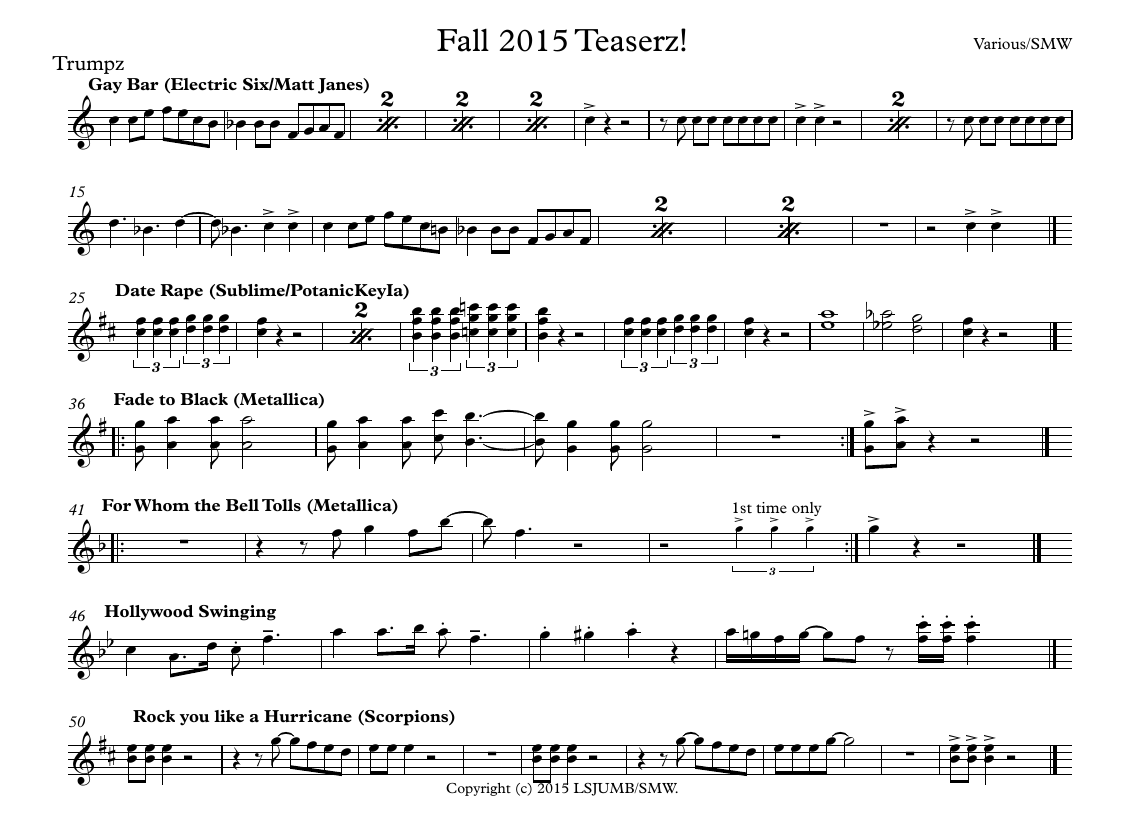 Fall 2015 Teaserz!
Various/SMW
Trumpz
Gay Bar (Electric Six/Matt Janes)
2 2 2 2
15
2 2
25 Date Rape (Sublime/PotanicKeyIa)
2
3 3 3 3 3 3
36 Fade to Black (Metallica)
41 For Whom the Bell Tolls (Metallica)
1st time only
3
46 Hollywood Swinging
50 Rock you like a Hurricane (Scorpions)
Copyright (c) 2015 LSJUMB/SMW.